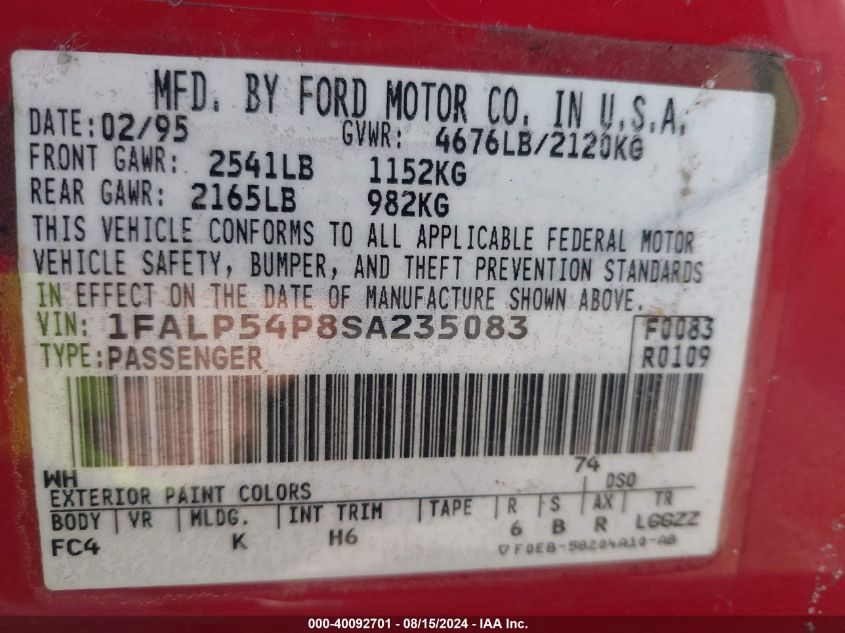 MFD. BY FORD MOTOR CO. IN U.S.A.
DATE: 02/95 GVWR: 4676LB/2120KG
FRONT GAWR: 2541LB 1152KG
REAR GAWR: 2165LB 982KG
THIS VEHICLE CONFORMS TO ALL APPLICABLE FEDERAL MOTOR
VEHICLE SAFETY, BUMPER, AND THEFT PREVENTION STANDARDS
IN EFFECT ON THE DATE OF MANUFACTURE SHOWN ABOVE.
VIN: 1FALP54P8SA235083 F0083
TYPE: PASSENGER R0109
WH 74
EXTERIOR PAINT COLORS DSO
BODY VR MLDG. INT TRIM TAPE R S AX TR
FC4 K H6 6 B R LGGZZ
F0EB-58204A10-AB
000-40092701 - 08/15/2024 - IAA Inc.